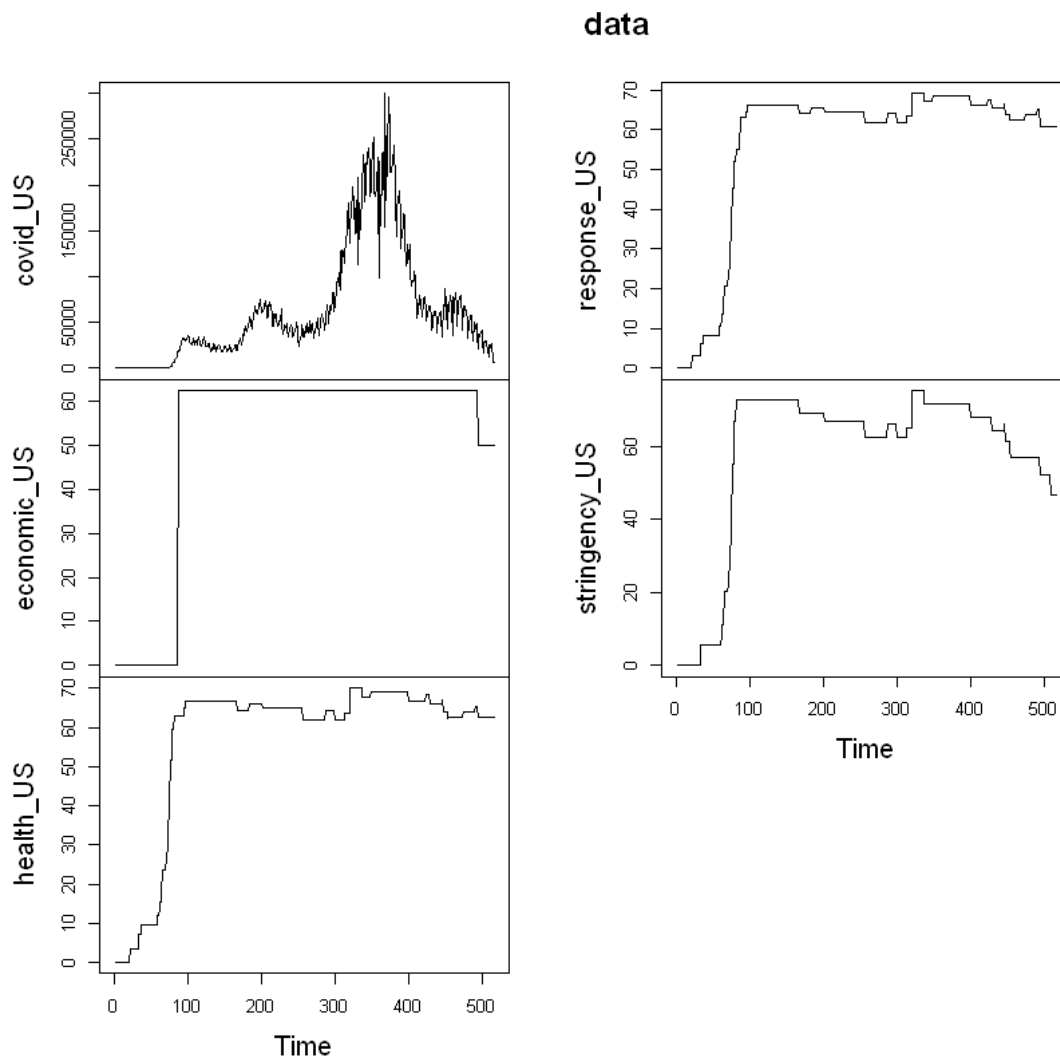 data
covid_US
0 50000 150000 250000
economic_US
0 10 20 30 40 50 60
health_US
0 10 20 30 40 50 60 70
0 100 200 300 400 500
Time
response_US
0 10 20 30 40 50 60 70
stringency_US
0 20 40 60
0 100 200 300 400 500
Time